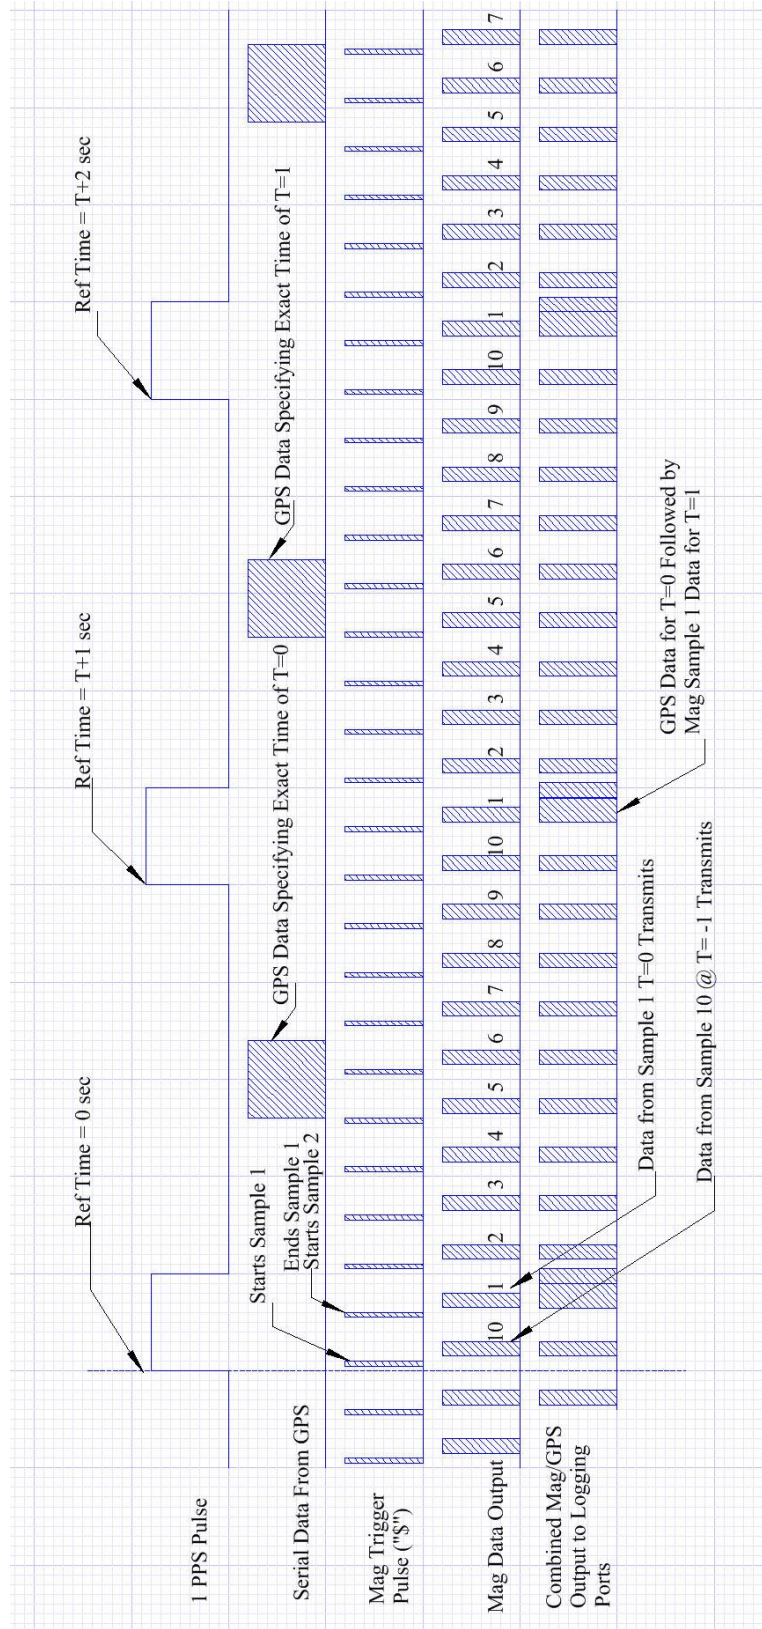 Ref Time = 0 sec
Ref Time = T+1 sec
Ref Time = T+2 sec
1 PPS Pulse
Serial Data From GPS
GPS Data Specifying Exact Time of T=0
GPS Data Specifying Exact Time of T=1
Starts Sample 1
Ends Sample 1
Starts Sample 2
Mag Trigger
Pulse ("$")
Mag Data Output
10 1 2 3 4 5 6 7 8 9 10 1 2 3 4 5 6 7 8 9 10 1 2 3 4 5 6 7
Combined Mag/GPS
Output to Logging
Ports
Data from Sample 1 T=0 Transmits
Data from Sample 10 @ T= -1 Transmits
GPS Data for T=0 Followed by
Mag Sample 1 Data for T=1